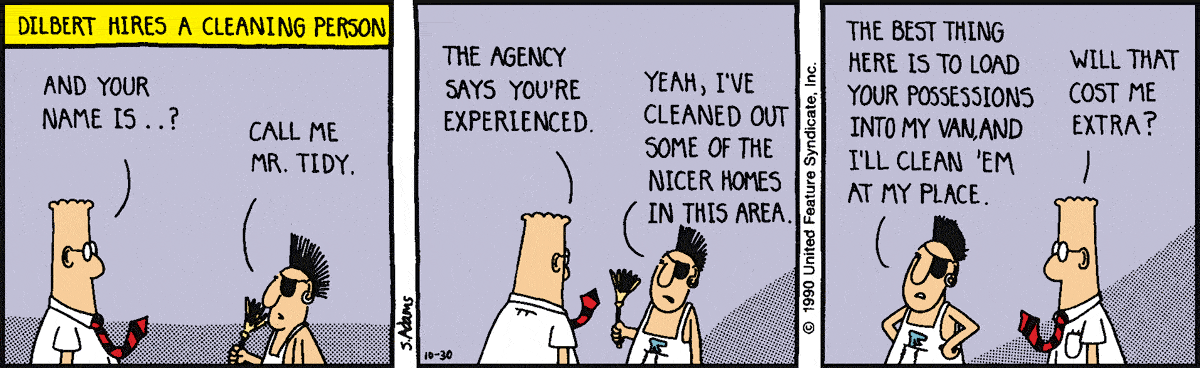 DILBERT HIRES A CLEANING PERSON
AND YOUR
NAME IS ..?
CALL ME
MR. TIDY.
S.Adams
THE AGENCY
SAYS YOU'RE
EXPERIENCED.
YEAH, I'VE
CLEANED OUT
SOME OF THE
NICER HOMES
IN THIS AREA.
10-30
© 1990 United Feature Syndicate, Inc.
THE BEST THING
HERE IS TO LOAD
YOUR POSSESSIONS
INTO MY VAN,AND
I'LL CLEAN 'EM
AT MY PLACE.
WILL THAT
COST ME
EXTRA?